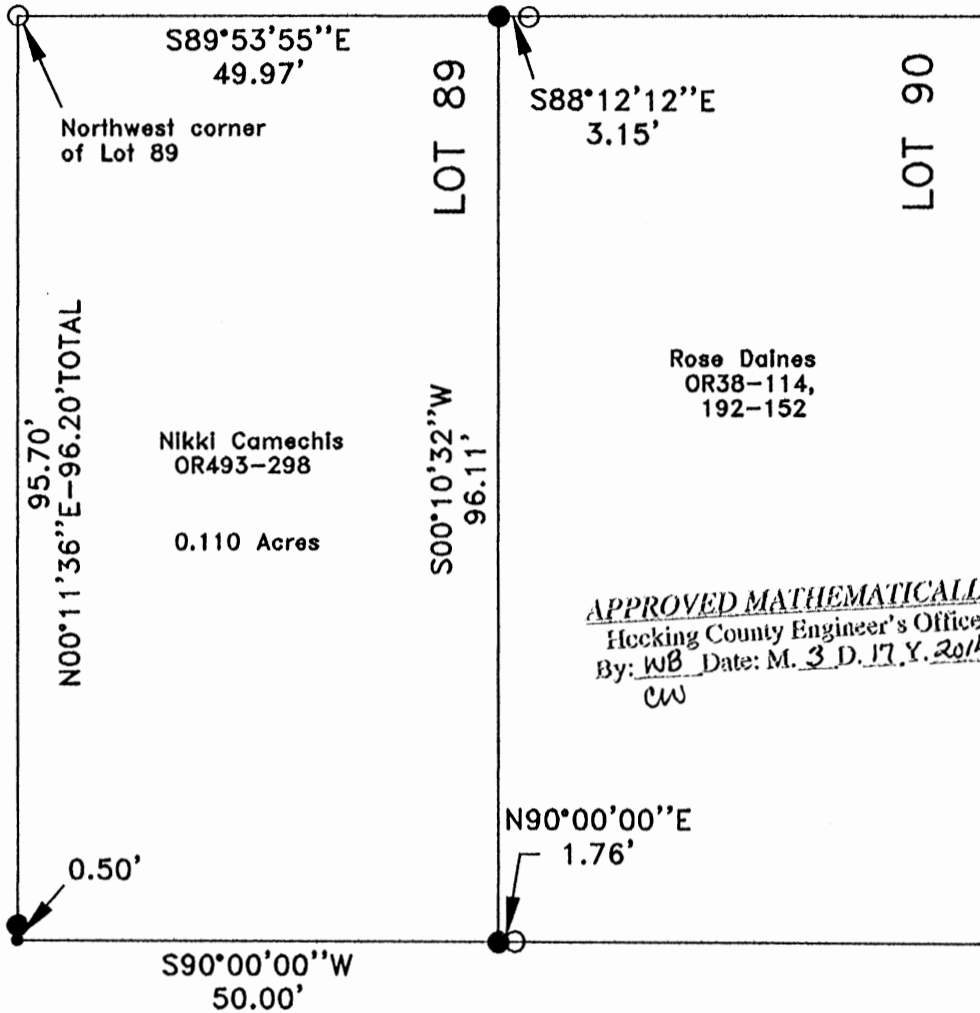 S89°53'55''E
49.97'
LOT 89
S88°12'12''E
3.15'
LOT 90
Northwest corner
of Lot 89
95.70'
N00°11'36''E-96.20'TOTAL
Nikki Camechis
OR493-298
0.110 Acres
S00°10'32''W
96.11'
Rose Daines
OR38-114,
192-152
APPROVED MATHEMATICALL
Hocking County Engineer's Office
By: WB Date: M. 3 D. 17 Y.
CW
N90°00'00''E
1.76'
0.50'
S90°00'00''W
50.00'